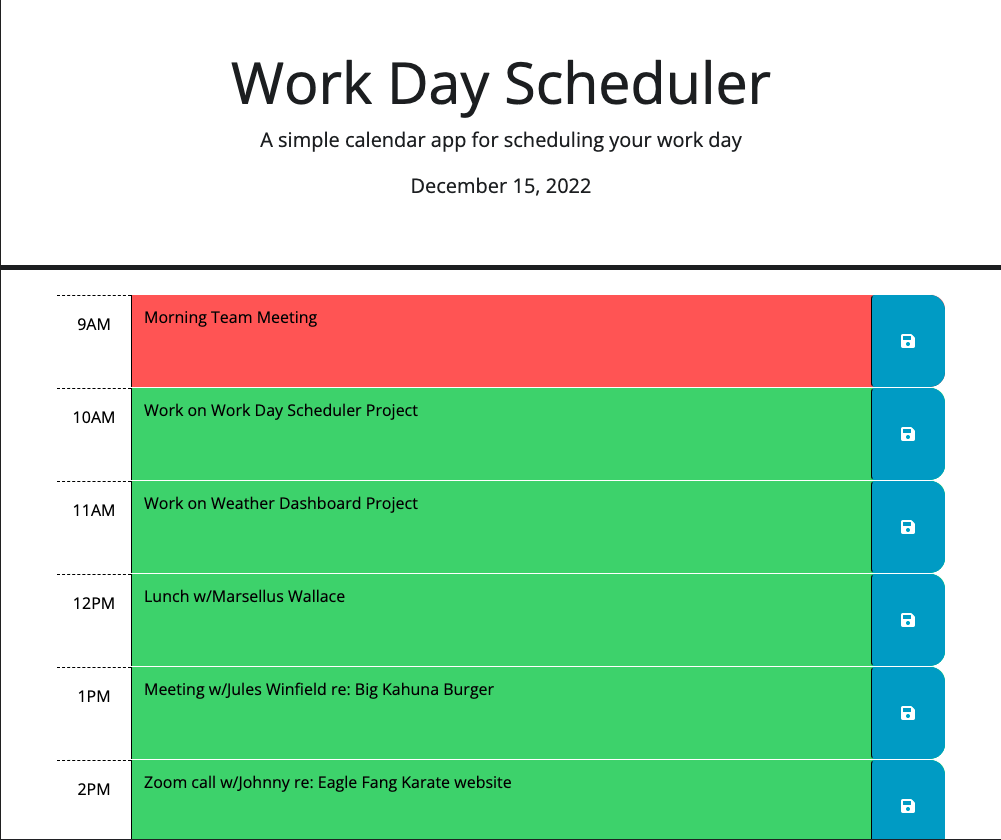 Work Day Scheduler
A simple calendar app for scheduling your work day
December 15, 2022
9AM Morning Team Meeting
10AM Work on Work Day Scheduler Project
11AM Work on Weather Dashboard Project
12PM Lunch w/Marsellus Wallace
1PM Meeting w/Jules Winfield re: Big Kahuna Burger
2PM Zoom call w/Johnny re: Eagle Fang Karate website